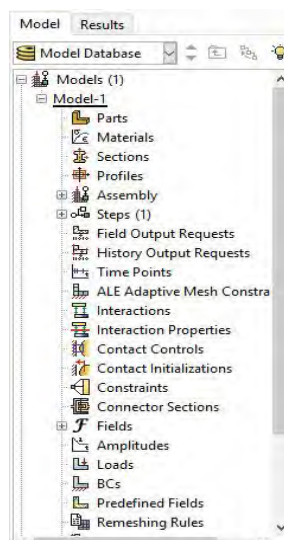 Model Results
Model Database
Models (1)
Model-1
Parts
Materials
Sections
Profiles
Assembly
Steps (1)
Field Output Requests
History Output Requests
Time Points
ALE Adaptive Mesh Constra
Interactions
Interaction Properties
Contact Controls
Contact Initializations
Constraints
Connector Sections
Fields
Amplitudes
Loads
BCs
Predefined Fields
Remeshing Rules